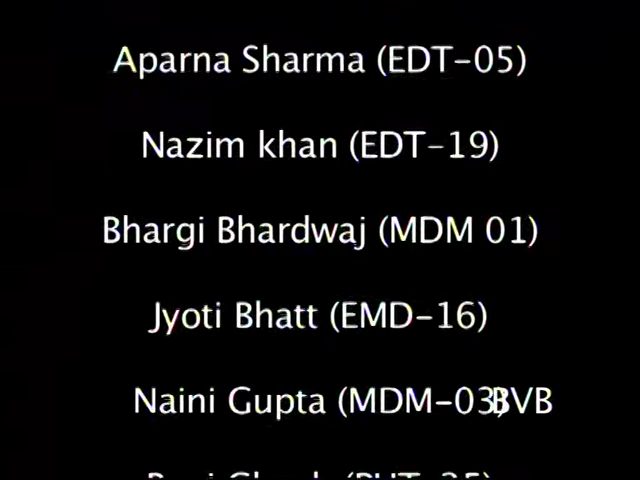 Aparna Sharma (EDT-05)
Nazim khan (EDT-19)
Bhargi Bhardwaj (MDM 01)
Jyoti Bhatt (EMD-16)
Naini Gupta (MDM-03) BVB